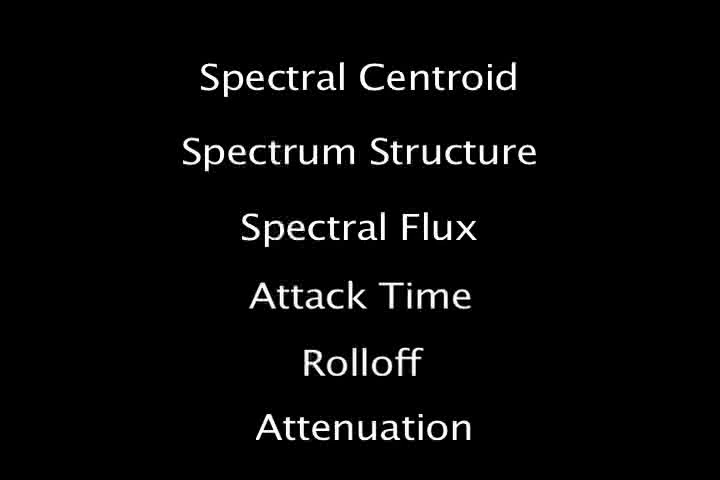 Spectral Centroid
Spectrum Structure
Spectral Flux
Attack Time
Rolloff
Attenuation